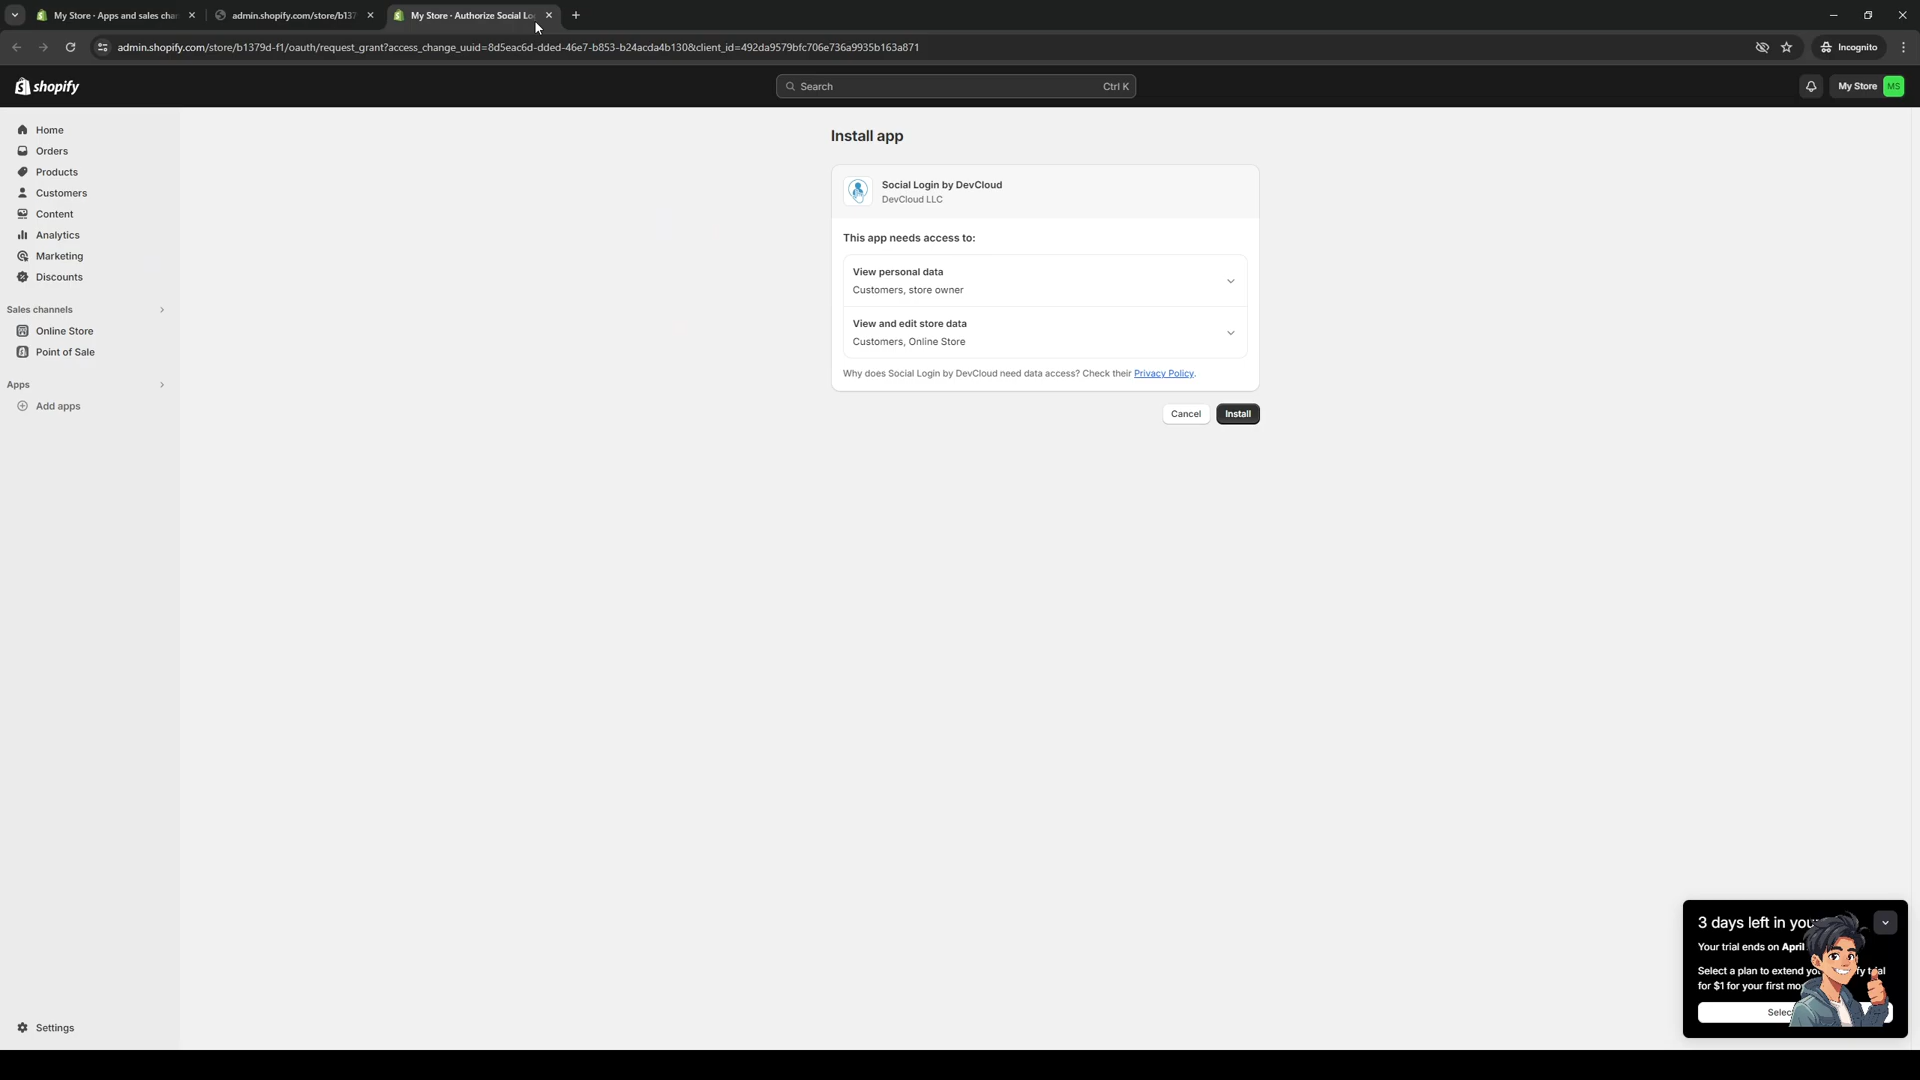 My Store · Apps and sales cha
admin.shopify.com/store/b137
My Store · Authorize Social Lo
admin.shopify.com/store/b1379d-f1/oauth/request_grant?access_change_uuid=8d5eac6d-dded-46e7-b853-b24acda4b130&client_id=492da9579bfc706e736a9935b163a871
Incognito
shopify
Search
Ctrl K
My Store
MS
Home
Orders
Products
Customers
Content
Analytics
Marketing
Discounts
Sales channels
Online Store
Point of Sale
Apps
Add apps
Settings
Install app
Social Login by DevCloud
DevCloud LLC
This app needs access to:
View personal data
Customers, store owner
View and edit store data
Customers, Online Store
Why does Social Login by DevCloud need data access? Check their Privacy Policy.
Cancel
Install
3 days left in you
Your trial ends on April
Select a plan to extend
for $1 for your first